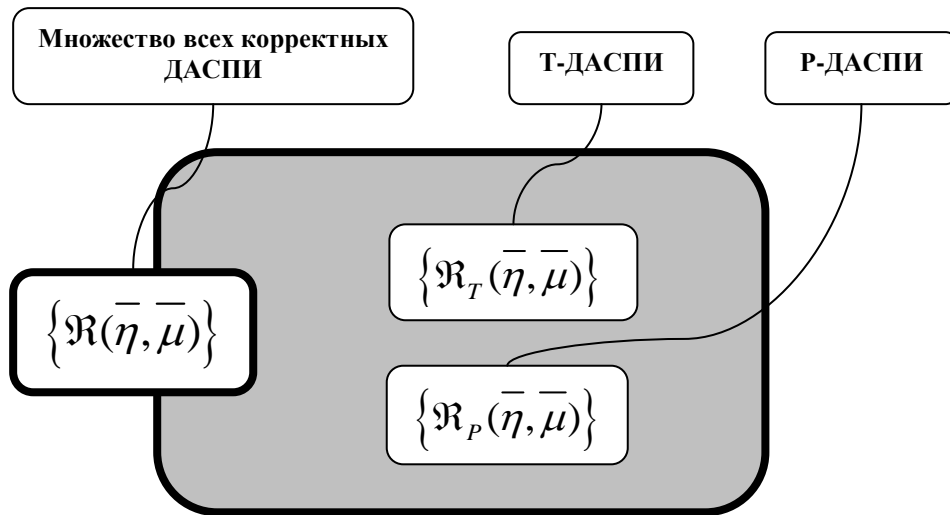 Множество всех корректных
ДАСПИ
Т-ДАСПИ
Р-ДАСПИ
{ℜ_T(η̅, μ̅)}
{ℜ(η̅, μ̅)}
{ℜ_P(η̅, μ̅)}